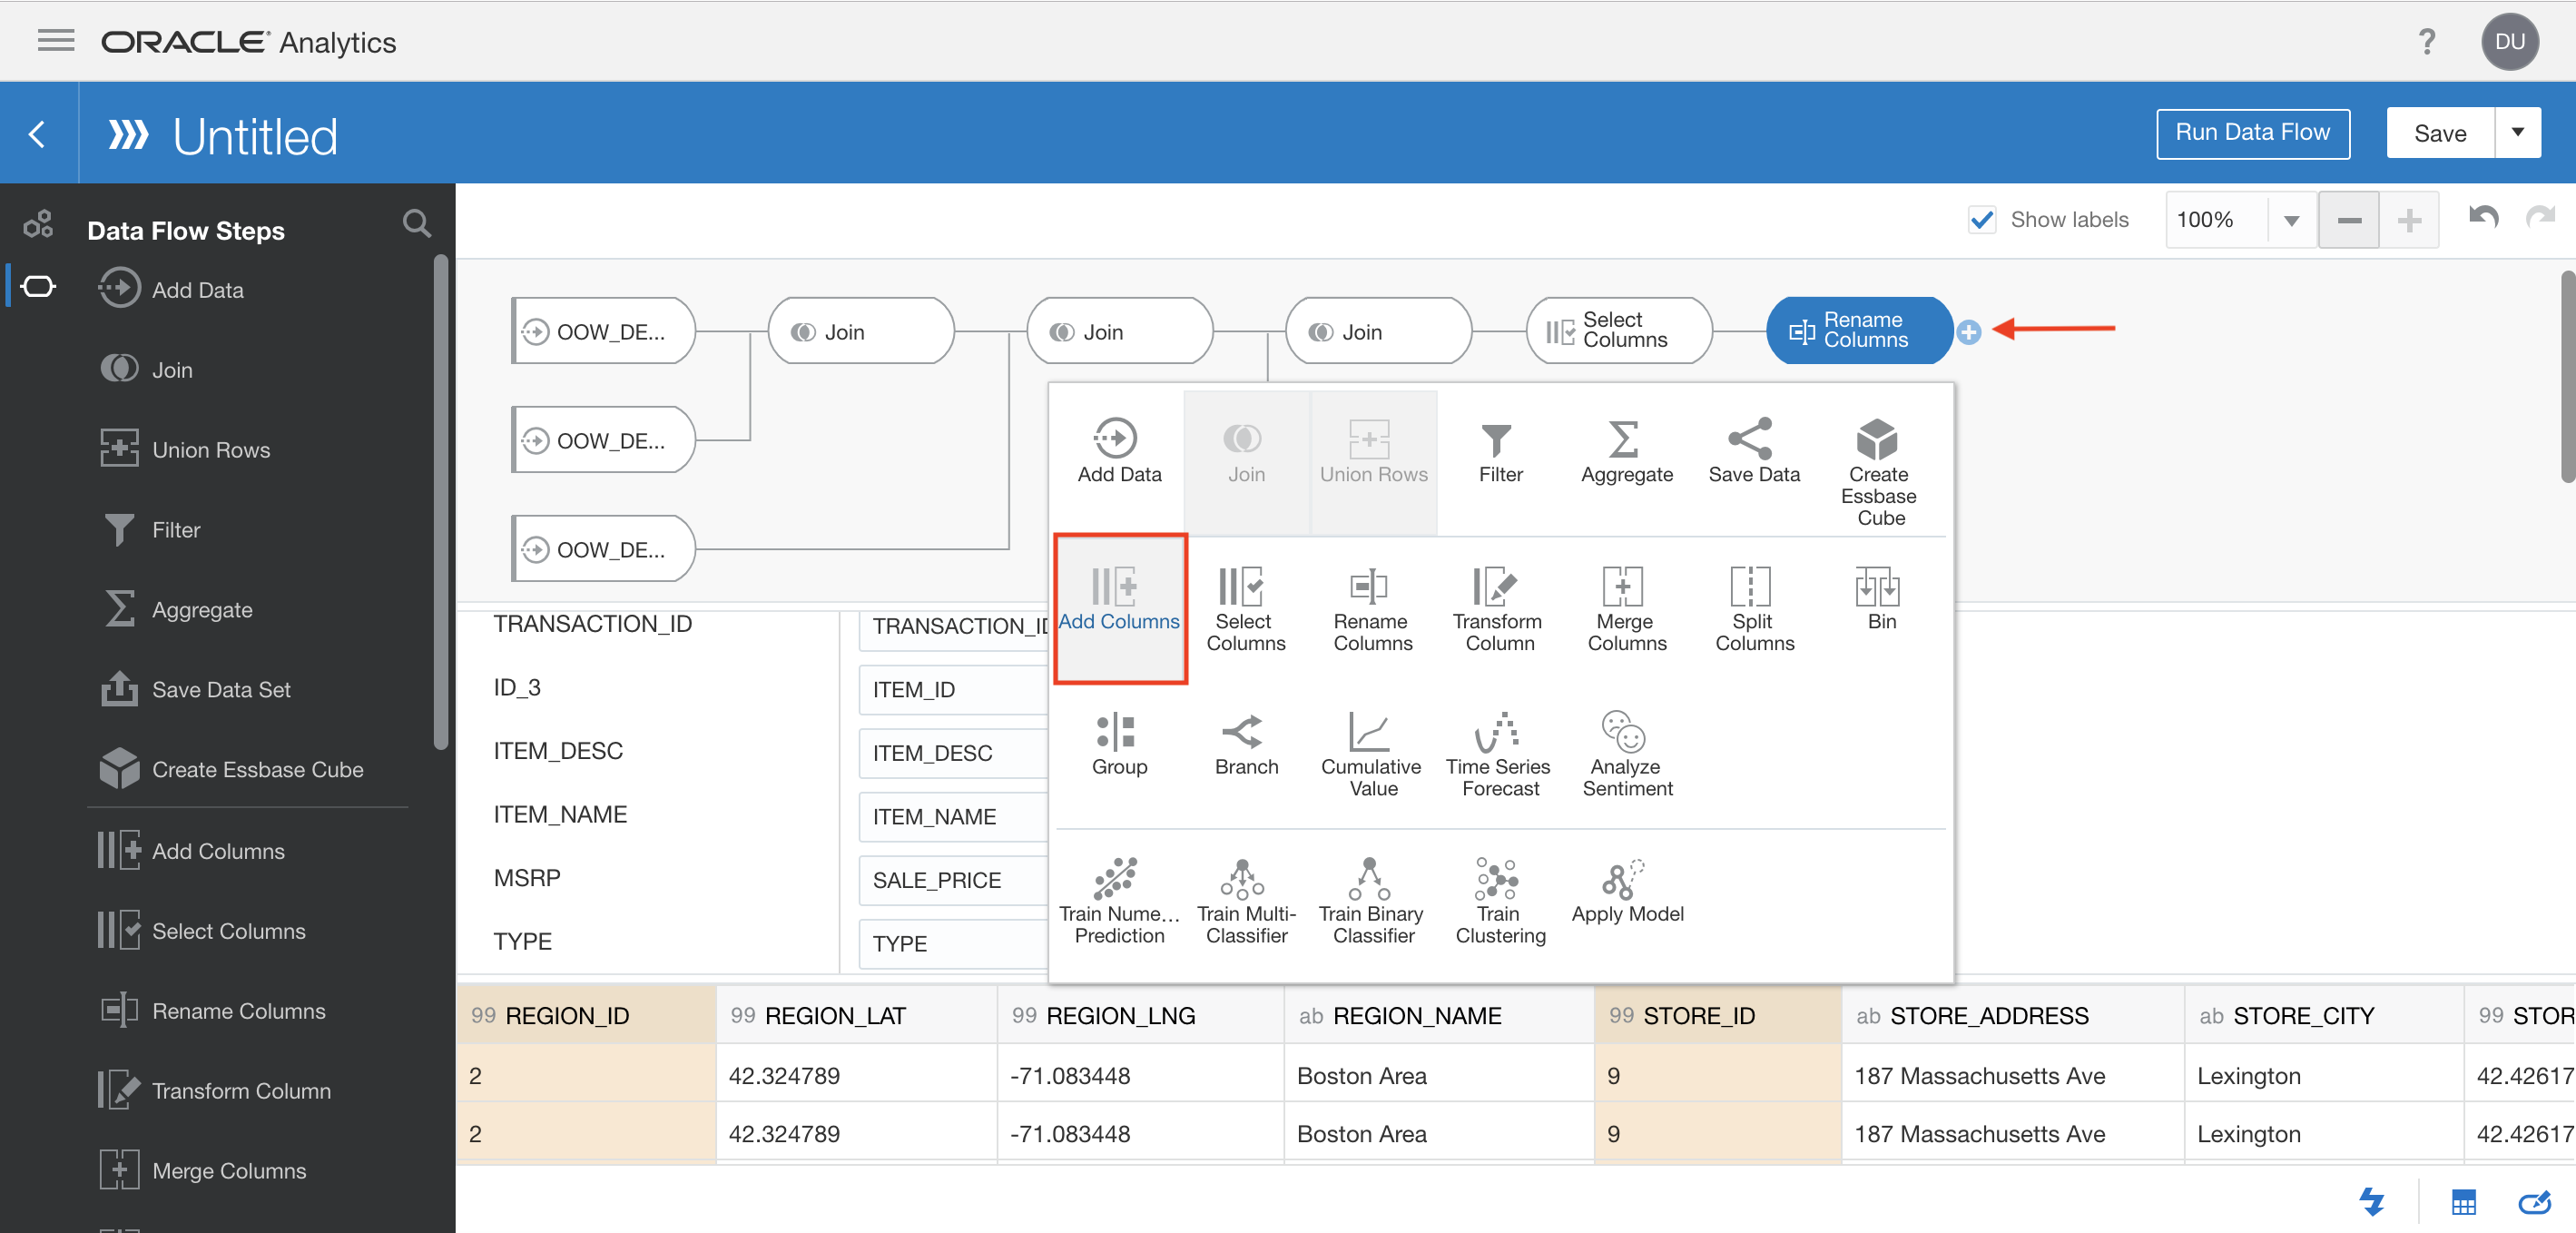 ORACLE® Analytics
?
DU
Untitled
Run Data Flow
Save
Data Flow Steps
Show labels
100%
Add Data
Join
Union Rows
Filter
Aggregate
Save Data Set
Create Essbase Cube
Add Columns
Select Columns
Rename Columns
Transform Column
Merge Columns
OOW_DE...
Join
Join
Join
Select
Columns
Rename
Columns
OOW_DE...
OOW_DE...
Add Data
Join
Union Rows
Filter
Aggregate
Save Data
Create
Essbase
Cube
Add Columns
Select
Columns
Rename
Columns
Transform
Column
Merge
Columns
Split
Columns
Bin
Group
Branch
Cumulative
Value
Time Series
Forecast
Analyze
Sentiment
Train Nume...
Prediction
Train Multi-
Classifier
Train Binary
Classifier
Train
Clustering
Apply Model
TRANSACTION_ID
TRANSACTION_ID
ID_3
ITEM_ID
ITEM_DESC
ITEM_DESC
ITEM_NAME
ITEM_NAME
MSRP
SALE_PRICE
TYPE
TYPE
99 REGION_ID 99 REGION_LAT 99 REGION_LNG ab REGION_NAME 99 STORE_ID ab STORE_ADDRESS ab STORE_CITY 99 STOR
2 42.324789 -71.083448 Boston Area 9 187 Massachusetts Ave Lexington 42.42617
2 42.324789 -71.083448 Boston Area 9 187 Massachusetts Ave Lexington 42.42617